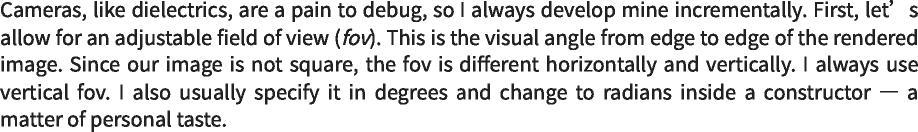 Cameras, like dielectrics, are a pain to debug, so I always develop mine incrementally. First, let’s
allow for an adjustable field of view (fov). This is the visual angle from edge to edge of the rendered
image. Since our image is not square, the fov is different horizontally and vertically. I always use
vertical fov. I also usually specify it in degrees and change to radians inside a constructor — a
matter of personal taste.